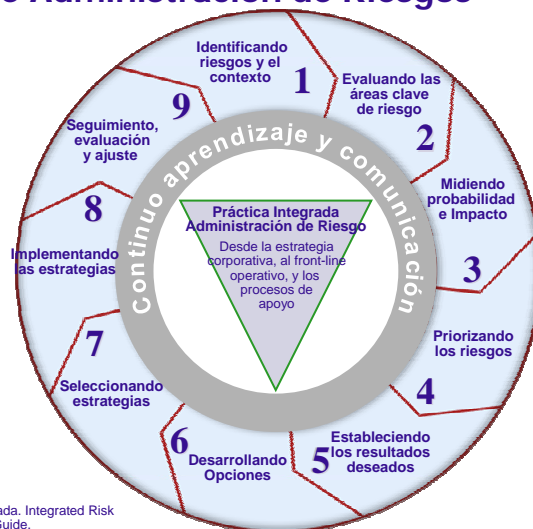 Administración de Riesgos
Identificando
riesgos y el
contexto
1
Evaluando las
áreas clave
de riesgo
2
Midiendo
probabilidad
e Impacto
3
Priorizando
los riesgos
4
Estableciendo
los resultados
deseados
5
Desarrollando
Opciones
6
Seleccionando
estrategias
7
Implementando
las estrategias
8
Seguimiento,
evaluación
y ajuste
9
Continuo aprendizaje y comunicación
Práctica Integrada
Administración de Riesgo
Desde la estrategia
corporativa, al front-line
operativo, y los
procesos de
apoyo
Integrated Risk
Guide.